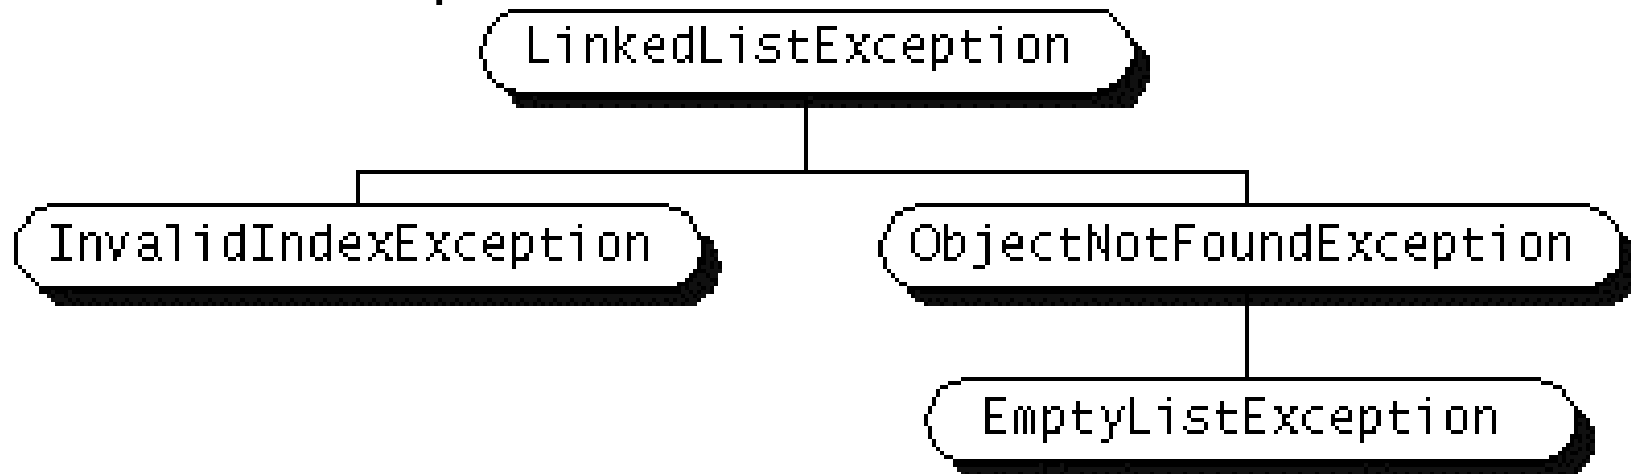 LinkedListException
InvalidIndexException
ObjectNotFoundException
EmptyListException